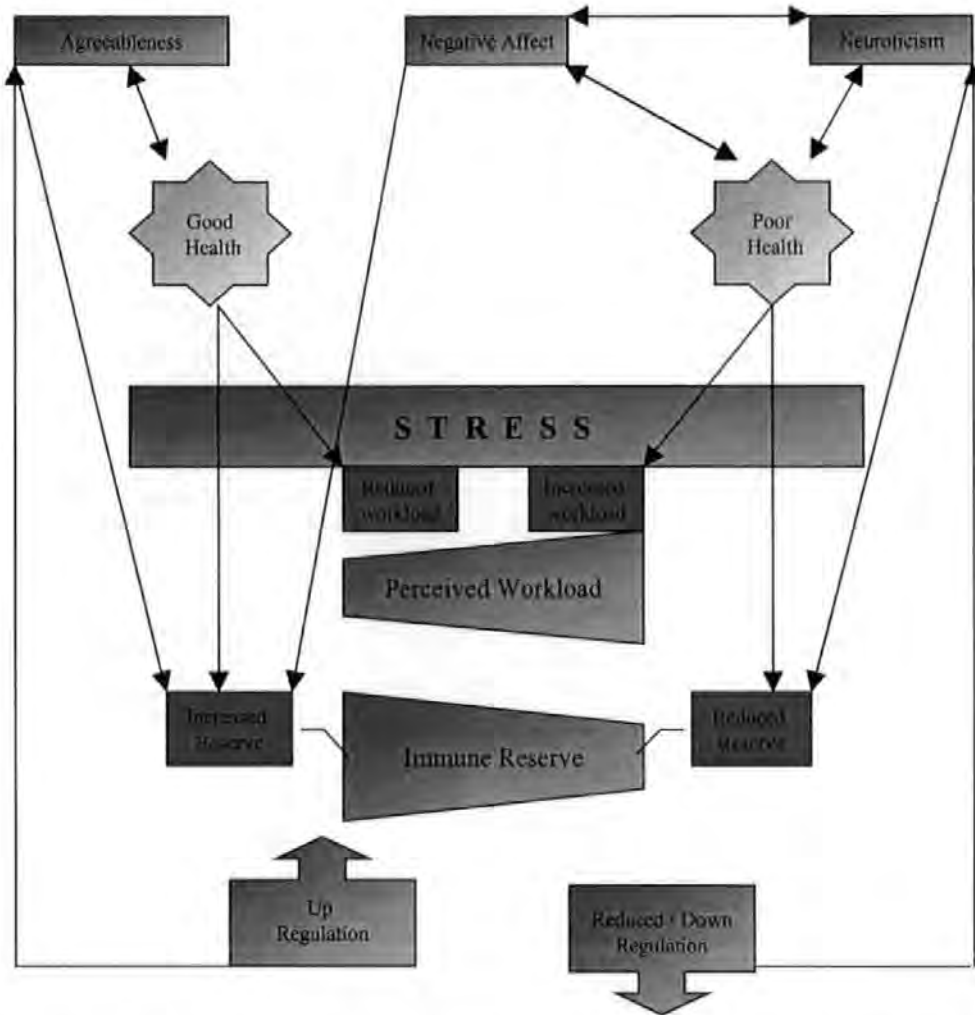 Agreeableness
Negative Affect
Neuroticism
Good
Health
Poor
Health
STRESS
Reduced
workload
Increased
workload
Perceived Workload
Increased
Reserve
Immune Reserve
Reduced
Reserve
Up
Regulation
Reduced / Down
Regulation